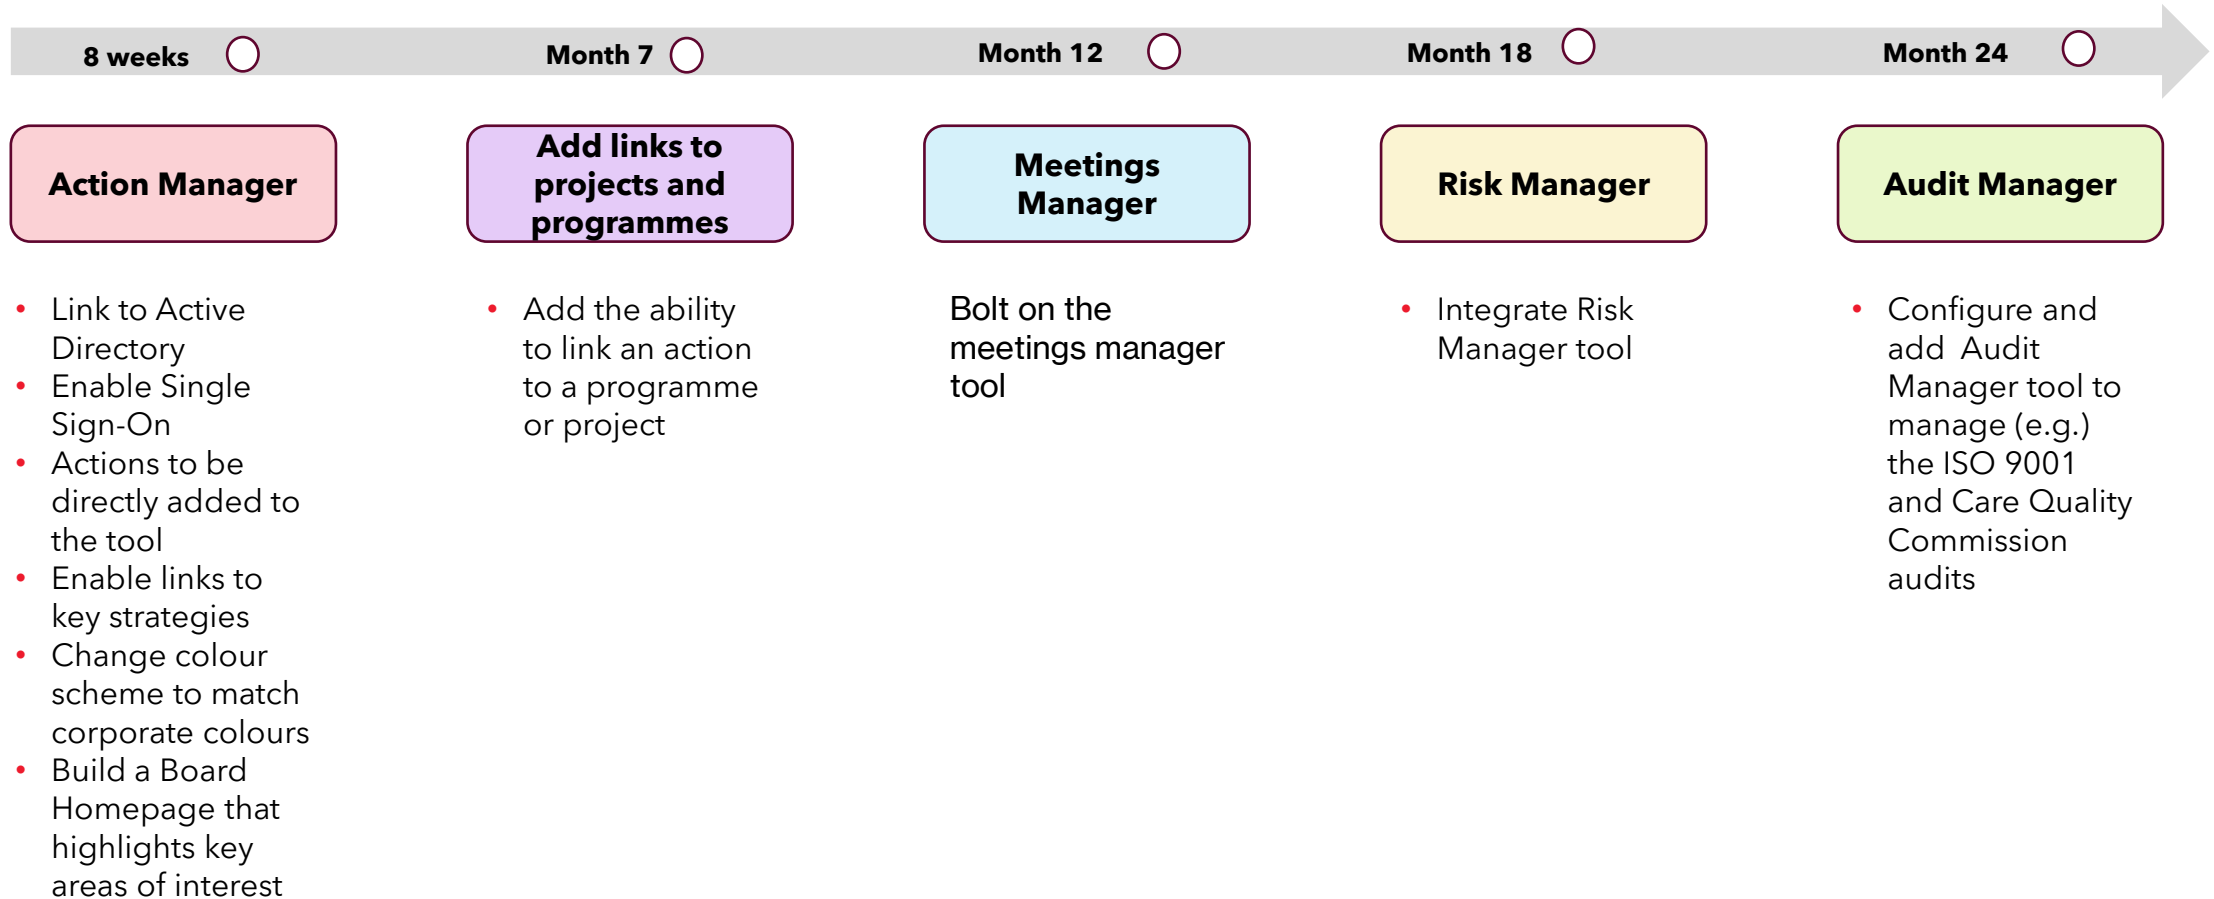 8 weeks
Month 7
Month 12
Month 18
Month 24
Action Manager
Add links to
projects and
programmes
Meetings
Manager
Risk Manager
Audit Manager
• Link to Active
Directory
• Enable Single
Sign-On
• Actions to be
directly added to
the tool
• Enable links to
key strategies
• Change colour
scheme to match
corporate colours
• Build a Board
Homepage that
highlights key
areas of interest
• Add the ability
to link an action
to a programme
or project
Bolt on the
meetings manager
tool
• Integrate Risk
Manager tool
• Configure and
add  Audit
Manager tool to
manage (e.g.)
the ISO 9001
and Care Quality
Commission
audits